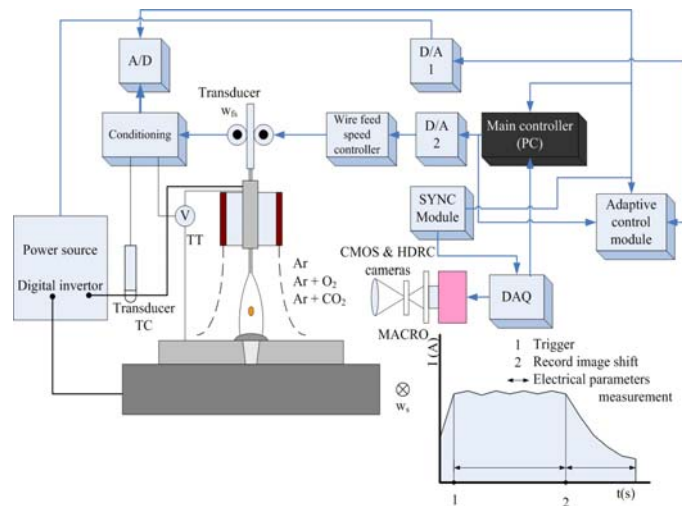 A/D
D/A
1
Transducer
w_fs
Conditioning
Wire feed
speed
controller
D/A
2
Main controller
(PC)
SYNC
Module
Adaptive
control
module
V
TT
Power source
Digital invertor
CMOS & HDRC
cameras
Ar
Ar + O₂
Ar + CO₂
DAQ
Transducer
TC
MACRO
I (A)
1 Trigger
2 Record image shift
Electrical parameters
measurement
w_s
t(s)
1
2